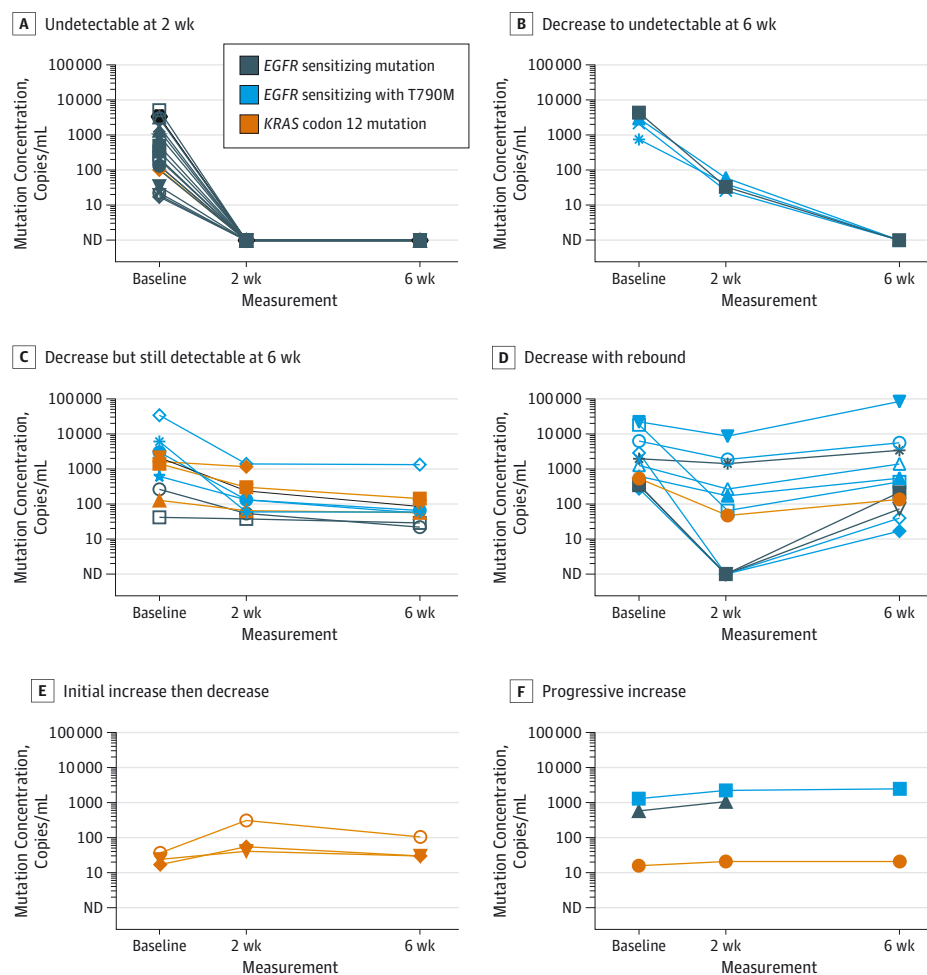 A Undetectable at 2 wk
Mutation Concentration,
Copies/mL
100 000
10 000
1000
100
10
ND
EGFR sensitizing mutation
EGFR sensitizing with T790M
KRAS codon 12 mutation
Baseline 2 wk 6 wk
Measurement
B Decrease to undetectable at 6 wk
Mutation Concentration,
Copies/mL
100 000
10 000
1000
100
10
ND
Baseline 2 wk 6 wk
Measurement
C Decrease but still detectable at 6 wk
Mutation Concentration,
Copies/mL
100 000
10 000
1000
100
10
ND
Baseline 2 wk 6 wk
Measurement
D Decrease with rebound
Mutation Concentration,
Copies/mL
100 000
10 000
1000
100
10
ND
Baseline 2 wk 6 wk
Measurement
E Initial increase then decrease
Mutation Concentration,
Copies/mL
100 000
10 000
1000
100
10
ND
Baseline 2 wk 6 wk
Measurement
F Progressive increase
Mutation Concentration,
Copies/mL
100 000
10 000
1000
100
10
ND
Baseline 2 wk 6 wk
Measurement